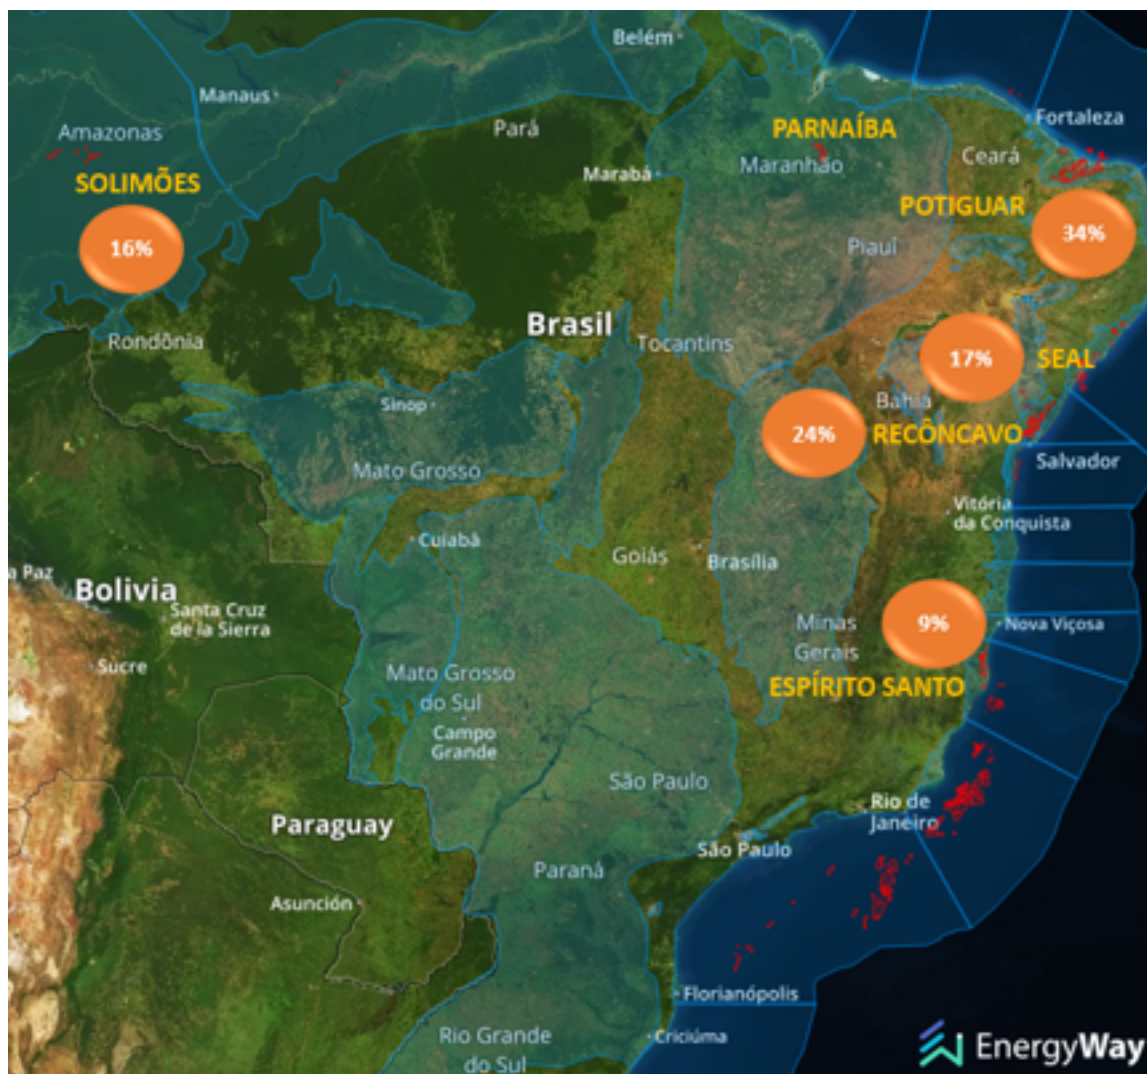 Belém
Manaus
Fortaleza
Amazonas
Pará
PARNAÍBA
Ceará
Maranhão
Marabá
SOLIMÕES
POTIGUAR
16%
34%
Piauí
Brasil
Rondônia
Tocantins
17%
SEAL
Sinop
Bahia
24%
RECÔNCAVO
Mato Grosso
Salvador
Vitória
da Conquista
Cuiabá
Goiás
Brasília
a Paz
Bolivia
Santa Cruz
de la Sierra
9%
Minas
Gerais
Nova Viçosa
Sucre
Mato Grosso
do Sul
ESPÍRITO SANTO
Campo
Grande
São Paulo
Rio de
Janeiro
Paraguay
São Paulo
Paraná
Asunción
Florianópolis
Rio Grande
do Sul
Criciúma
EnergyWay